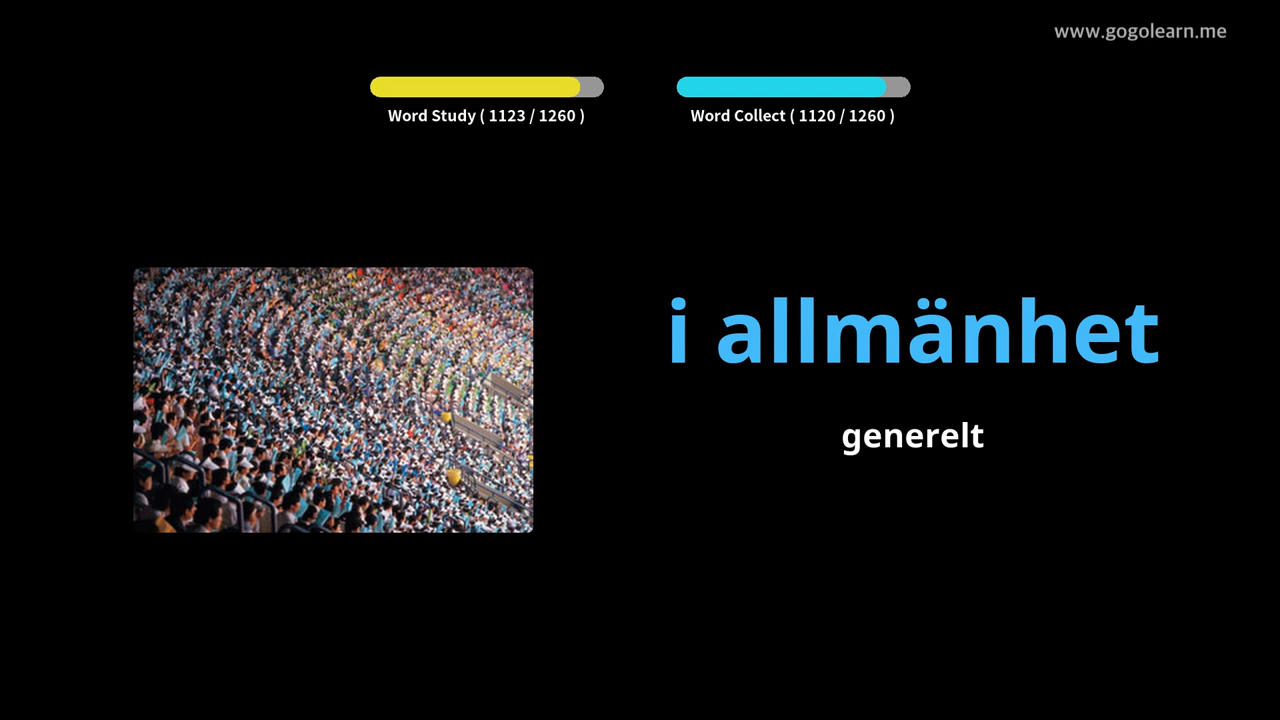 www.gogolearn.me
Word Study ( 1123 / 1260 )
Word Collect ( 1120 / 1260 )
i allmänhet
generelt